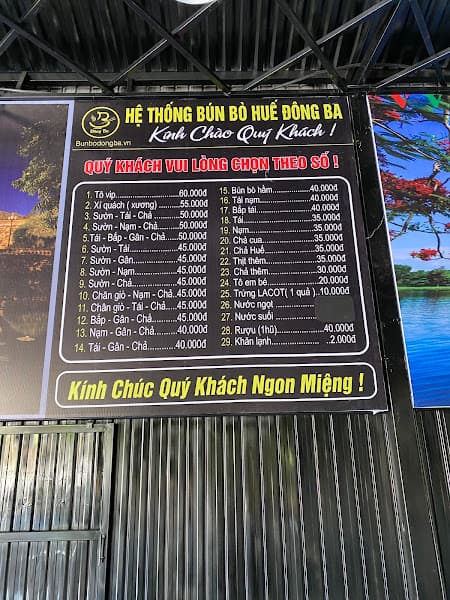 HỆ THỐNG BÚN BÒ HUẾ ĐÔNG BA
Kính Chào Quý Khách !
Đông Ba
Bunbodongba.vn
QUÝ KHÁCH VUI LÒNG CHỌN THEO SỐ !
1. Tô vip....................60.000đ
2. Xí quách ( xương) ...........55.000đ
3. Sườn - Tái - Chả ..........50.000đ
4. Sườn - Nạm - Chả..........50.000đ
5. Tái - Bắp - Gân - Chả.....50.000đ
6. Sườn - Tái...................45.000đ
7. Sườn - Gân..................45.000đ
8. Sườn - Nạm.................45.000đ
9. Sườn - Chả..................45.000đ
10. Chân giò - Nạm - Chả..45.000đ
11. Chân giò - Tái - Chả....45.000đ
12. Bắp - Gân - Chả..........45.000đ
13. Nạm - Gân - Chả.........40.000đ
14. Tái - Gân - Chả...........40.000đ
15. Bún bò hầm...............40.000đ
16. Tái nạm....................40.000đ
17. Bắp tái.....................40.000đ
18. Tái...........................35.000đ
19. Nạm........................35.000đ
20. Chả cua...................35.000đ
21. Chả Huế...................35.000đ
22. Thịt thêm..................35.000đ
23. Chả thêm.................30.000đ
24. Tô em bé.................20.000đ
25. Trứng LACOT( 1 quả )..10.000đ
26. Nước ngọt
27. Nước suối
28. Rượu (1hũ)...............40.000đ
29. Khăn lạnh ..2.000đ
Kính Chúc Quý Khách Ngon Miệng !